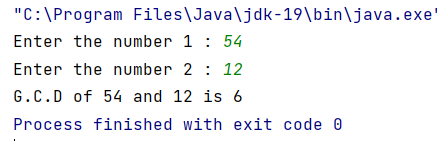 "C:\Program Files\Java\jdk-19\bin\java.exe"
Enter the number 1 : 54
Enter the number 2 : 12
G.C.D of 54 and 12 is 6
Process finished with exit code 0